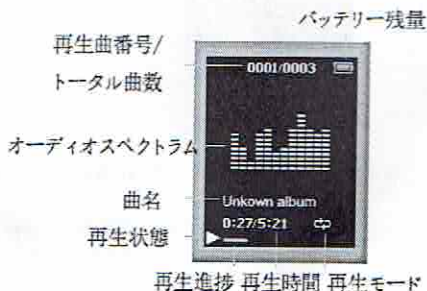 バッテリー残量
再生曲番号/
トータル曲数
0001/0003
オーディオスペクトラム
曲名
Unkown album
再生状態
0:27/5:21
再生進捗 再生時間 再生モード